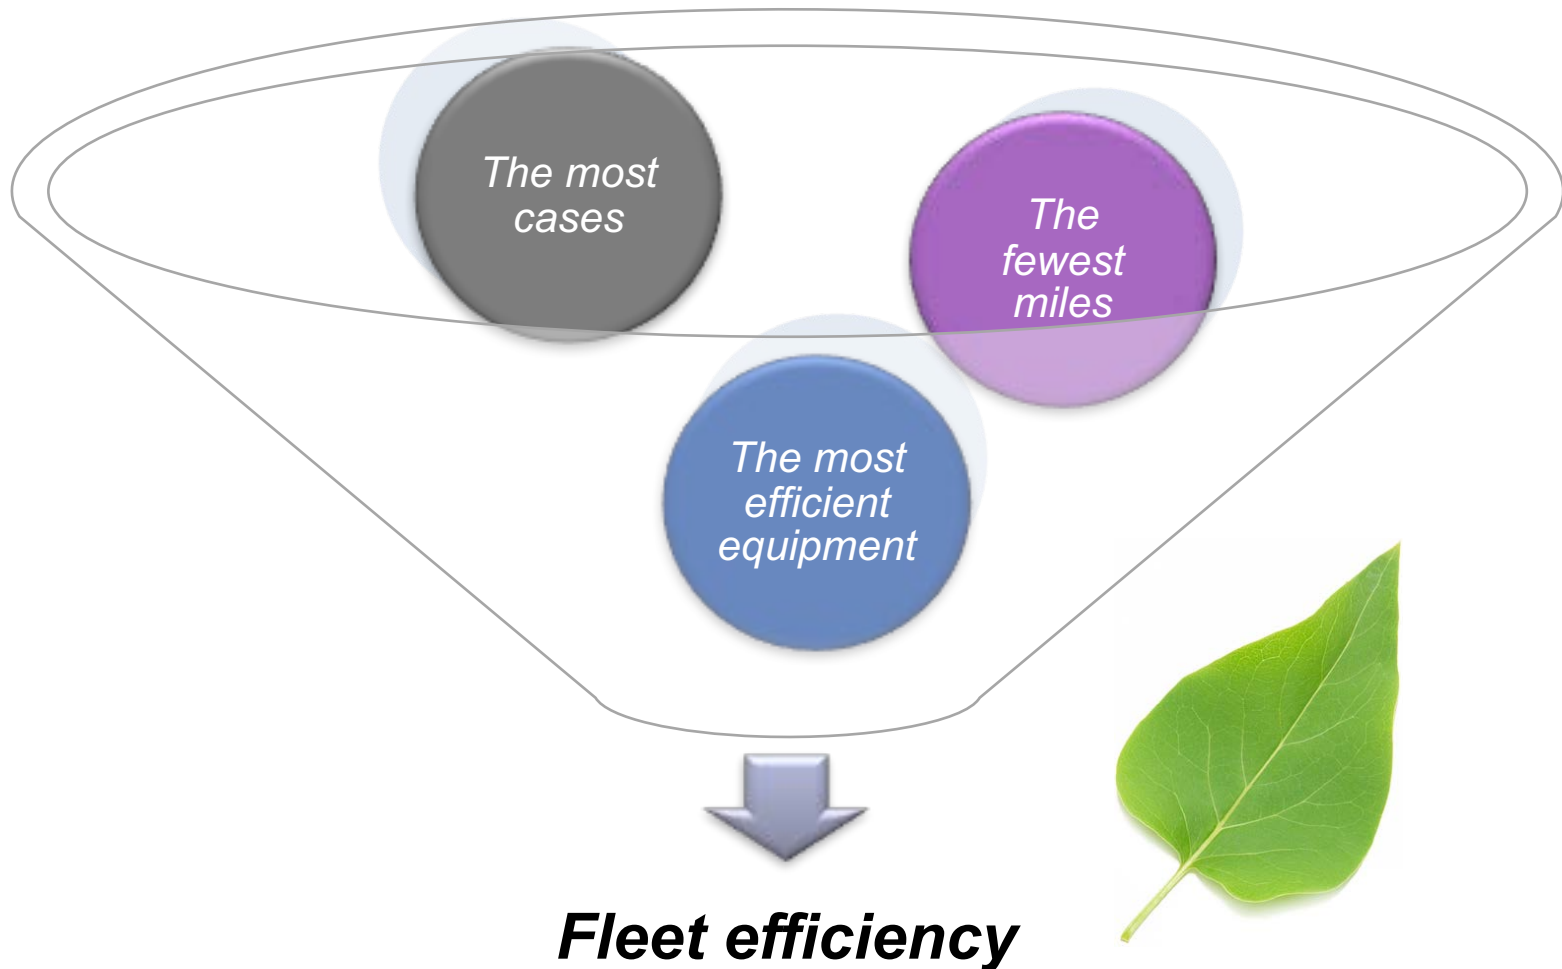 The most
cases
The
fewest
miles
The most
efficient
equipment
Fleet efficiency